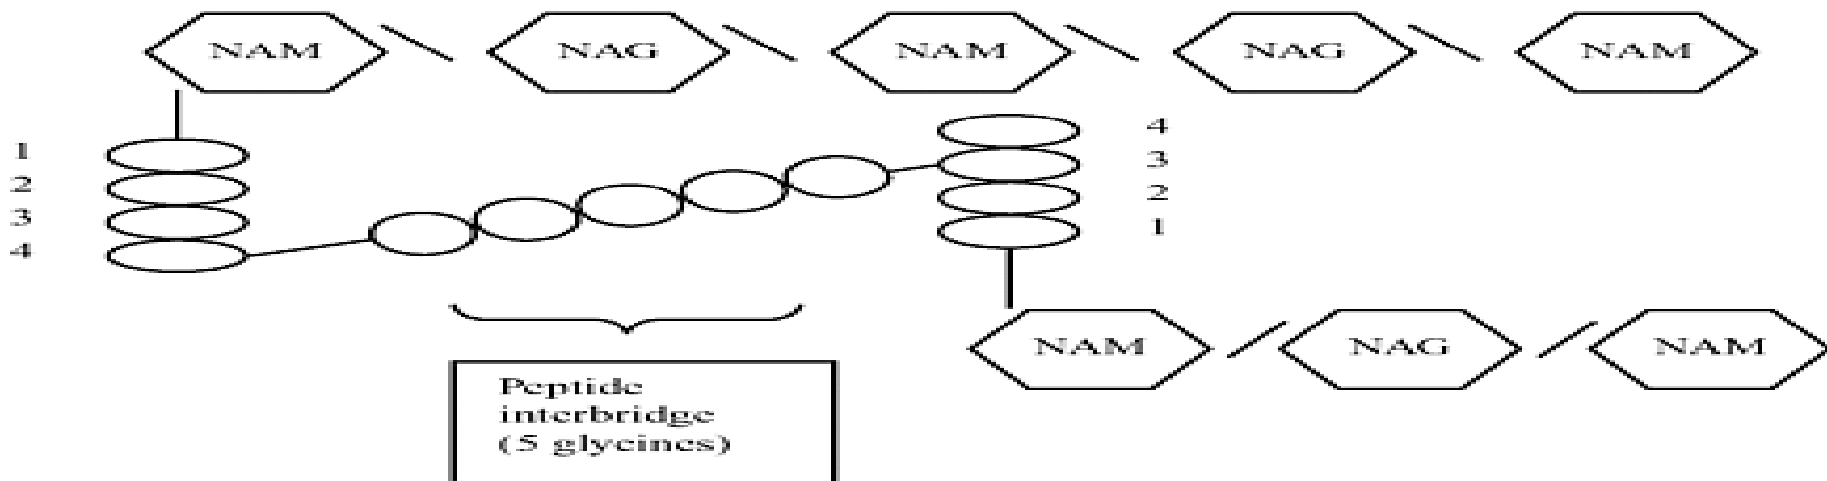 NAM NAG NAM NAG NAM
1
2
3
4
4
3
2
1
NAM NAG NAM
Peptide
interbridge
(5 glycines)